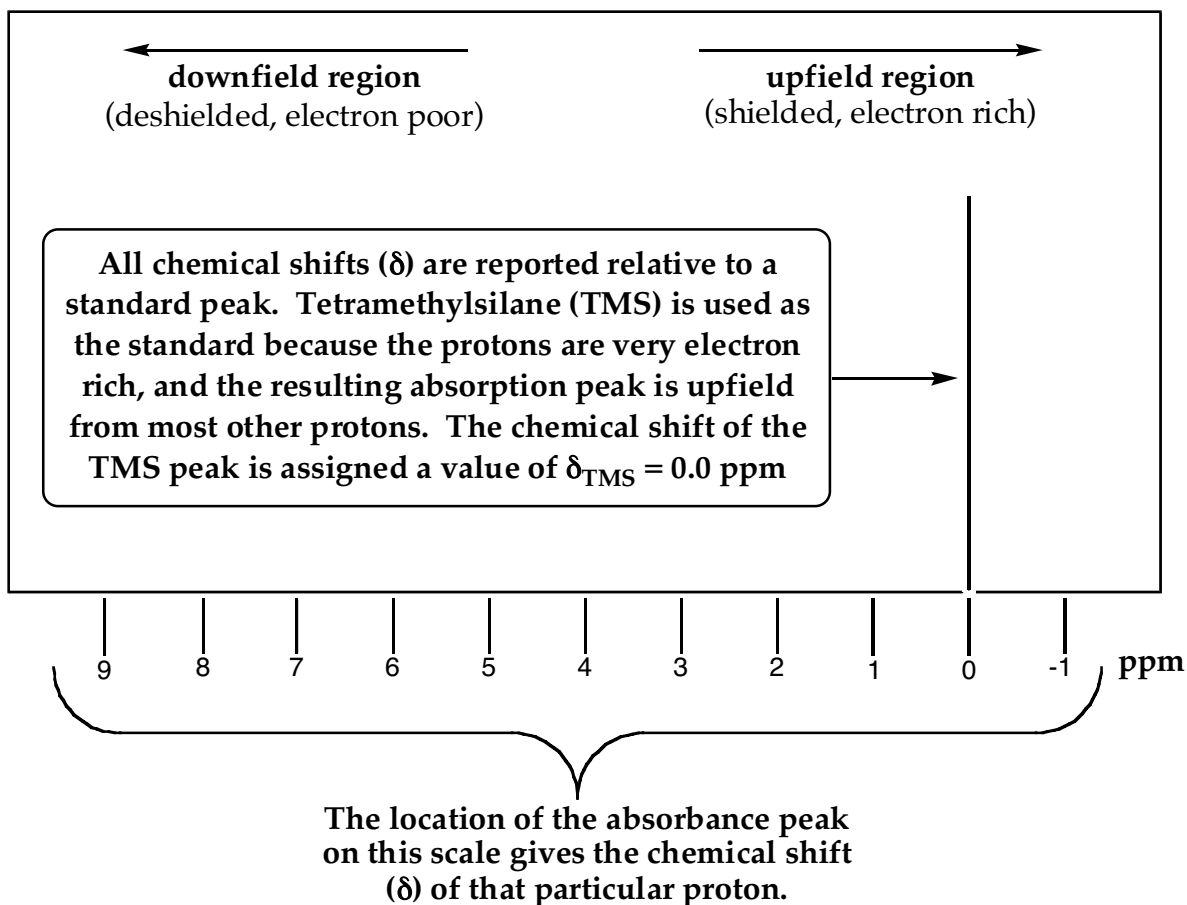 downfield region
(deshielded, electron poor)
upfield region
(shielded, electron rich)
All chemical shifts (δ) are reported relative to a
standard peak.  Tetramethylsilane (TMS) is used as
the standard because the protons are very electron
rich, and the resulting absorption peak is upfield
from most other protons.  The chemical shift of the
TMS peak is assigned a value of δTMS = 0.0 ppm
9 8 7 6 5 4 3 2 1 0 -1 ppm
The location of the absorbance peak
on this scale gives the chemical shift
(δ) of that particular proton.